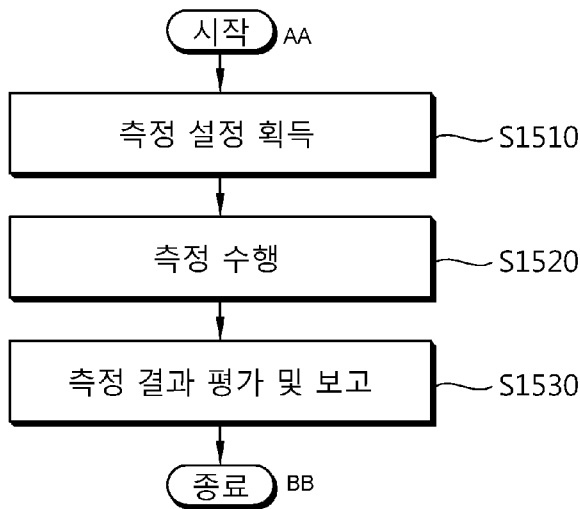 시작 AA
측정 설정 획득 S1510
측정 수행 S1520
측정 결과 평가 및 보고 S1530
종료 BB